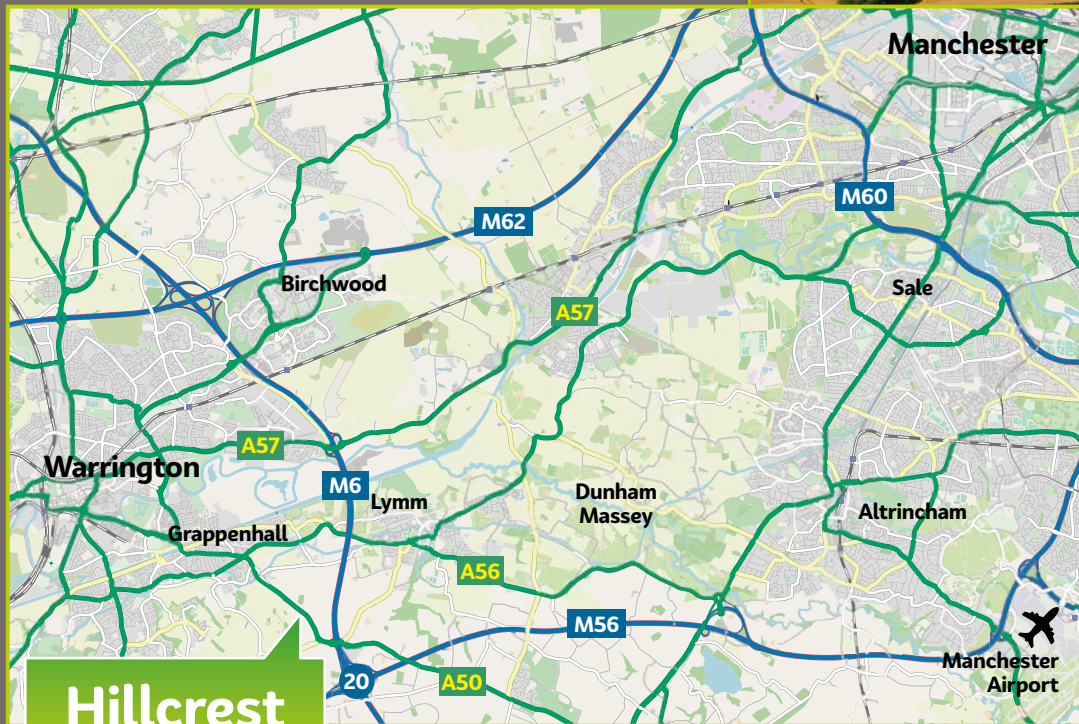 Manchester
M60
M62
Birchwood
Sale
A57
A57
Warrington
M6
Lymm
Dunham
Massey
Altrincham
Grappenhall
A56
M56
Manchester
Airport
20
A50
Hillcrest